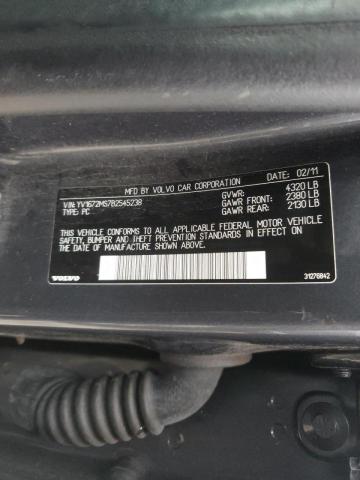 MFD BY VOLVO CAR CORPORATION DATE: 02/11
VIN: YV1672MS7B2545238
TYPE: PC
GVWR: 4320 LB
GAWR FRONT: 2380 LB
GAWR REAR: 2130 LB
THIS VEHICLE CONFORMS TO ALL APPLICABLE FEDERAL MOTOR VEHICLE
SAFETY, BUMPER AND THEFT PREVENTION STANDARDS IN EFFECT ON THE
DATE OF MANUFACTURE SHOWN ABOVE.
VOLVO
31276842